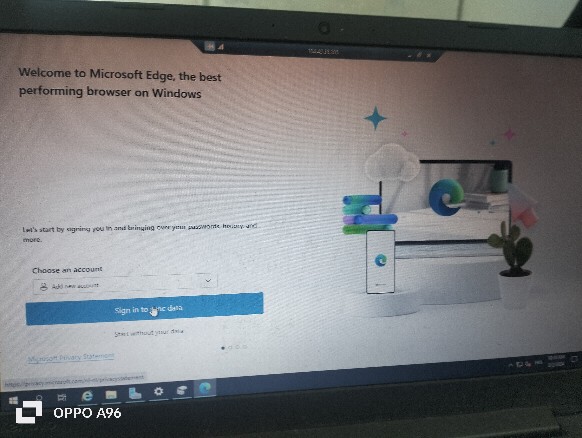 Welcome to Microsoft Edge, the best
performing browser on Windows
Let's start by signing you in and bringing over your passwords, history, and
more.
Choose an account
Add new account
Sign in to sync data
Start without your data
Microsoft Privacy Statement
OPPO A96